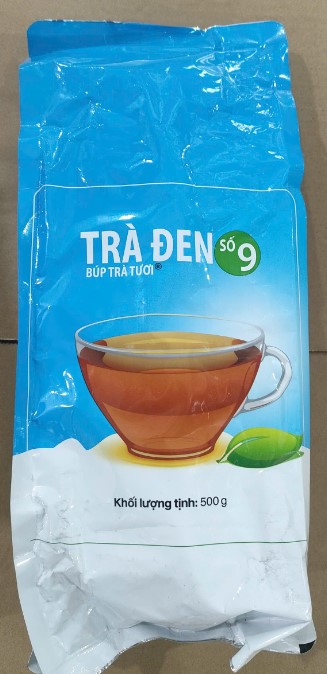 TRÀ ĐEN SỐ 9
BÚP TRÀ TƯƠI®
Khối lượng tịnh: 500 g